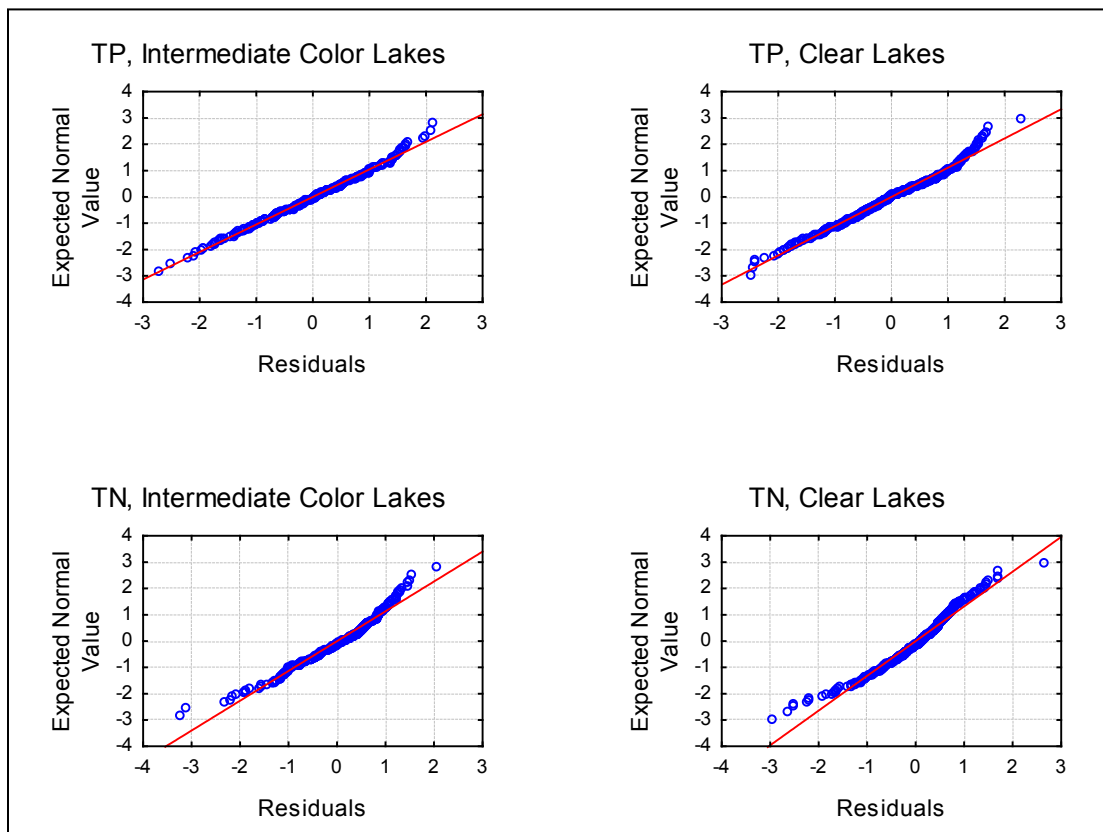 TP, Intermediate Color Lakes
Expected Normal
Value
4
3
2
1
0
-1
-2
-3
-4
-3 -2 -1 0 1 2 3
Residuals
TP, Clear Lakes
Expected Normal
Value
4
3
2
1
0
-1
-2
-3
-4
-3 -2 -1 0 1 2 3
Residuals
TN, Intermediate Color Lakes
Expected Normal
Value
4
3
2
1
0
-1
-2
-3
-4
-4 -3 -2 -1 0 1 2 3
Residuals
TN, Clear Lakes
Expected Normal
Value
4
3
2
1
0
-1
-2
-3
-4
-4 -3 -2 -1 0 1 2 3
Residuals